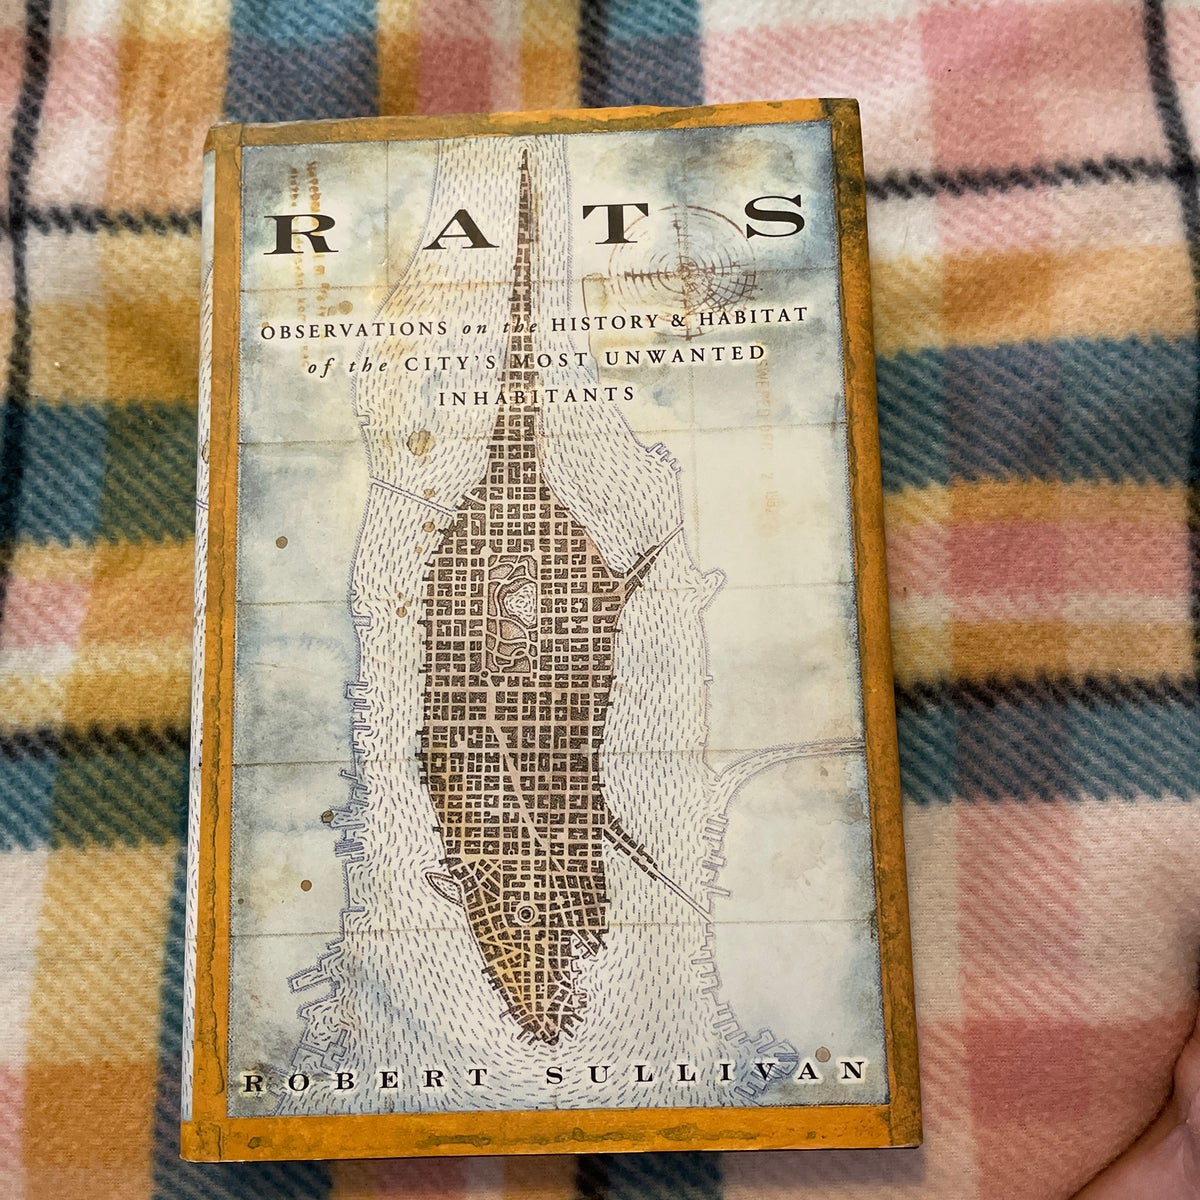 RATS
OBSERVATIONS on the HISTORY & HABITAT
of the CITY'S MOST UNWANTED
INHABITANTS
ROBERT SULLIVAN